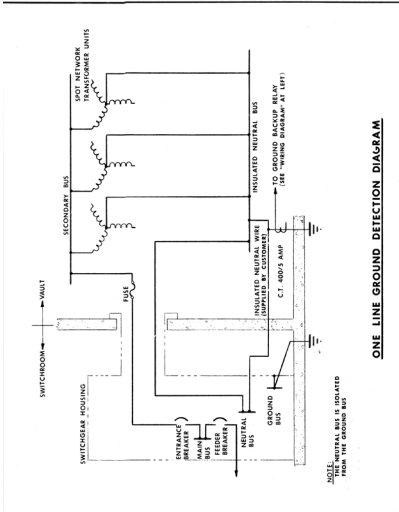 SWITCHROOM
VAULT
SWITCHGEAR HOUSING
SECONDARY BUS
SPOT NETWORK
TRANSFORMER UNITS
FUSE
ENTRANCE
BREAKER
MAIN
BUS
FEEDER
BREAKER
NEUTRAL
BUS
GROUND
BUS
INSULATED NEUTRAL BUS
INSULATED NEUTRAL WIRE
(SUPPLIED BY CUSTOMER)
C.T. 400/5 AMP
TO GROUND BACKUP RELAY
(SEE "WIRING DIAGRAM" AT LEFT)
NOTE:
THE NEUTRAL BUS IS ISOLATED
FROM THE GROUND BUS
ONE LINE GROUND DETECTION DIAGRAM